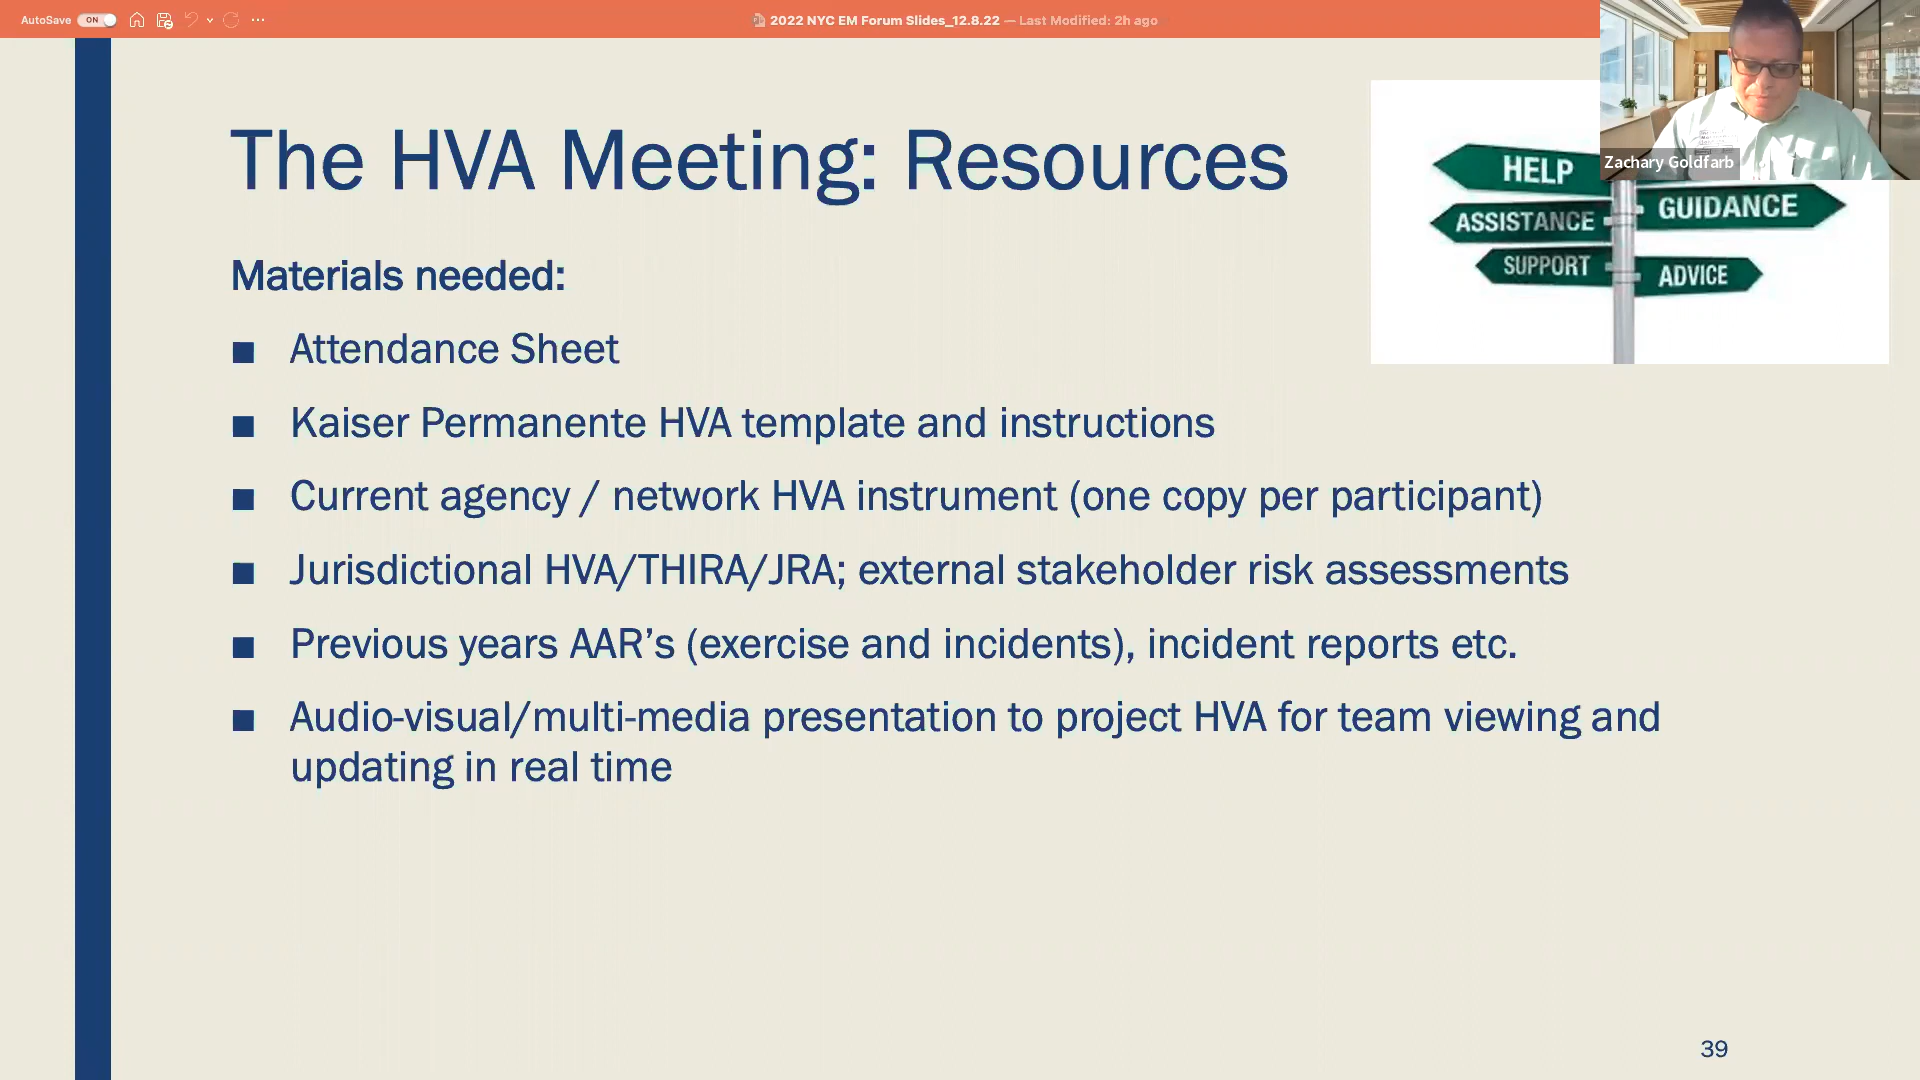 AutoSave ON 2022 NYC EM Forum Slides_12.8.22 — Last Modified: 2h ago
Zachary Goldfarb
The HVA Meeting: Resources
HELP
GUIDANCE
ASSISTANCE
SUPPORT
ADVICE
Materials needed:
■ Attendance Sheet
■ Kaiser Permanente HVA template and instructions
■ Current agency / network HVA instrument (one copy per participant)
■ Jurisdictional HVA/THIRA/JRA; external stakeholder risk assessments
■ Previous years AAR’s (exercise and incidents), incident reports etc.
■ Audio-visual/multi-media presentation to project HVA for team viewing and
updating in real time
39